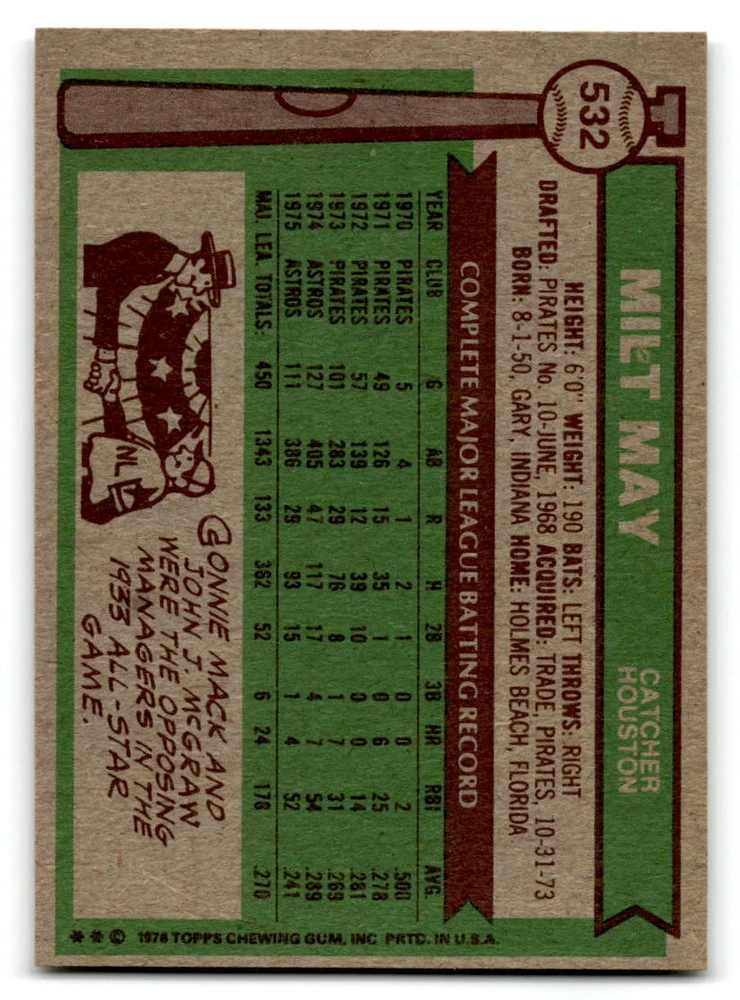 532
MILT MAY
CATCHER
HOUSTON
HEIGHT: 6'0" WEIGHT: 190 BATS: LEFT THROWS: RIGHT
DRAFTED: PIRATES No. 10-JUNE, 1968 ACQUIRED: TRADE, PIRATES, 10-31-73
BORN: 8-1-50, GARY, INDIANA HOME: HOLMES BEACH, FLORIDA
COMPLETE MAJOR LEAGUE BATTING RECORD
YEAR CLUB G AB R H 2B 3B HR RBI AVG.
1970 PIRATES 5 4 1 2 1 0 0 2 .500
1971 PIRATES 49 126 15 35 1 0 6 25 .278
1972 PIRATES 57 139 12 39 10 0 0 14 .281
1973 PIRATES 101 283 29 76 8 1 7 31 .269
1974 ASTROS 127 405 47 117 17 4 7 54 .289
1975 ASTROS 111 386 29 93 15 1 4 52 .241
MAJ. LEA. TOTALS: 450 1343 133 362 52 6 24 178 .270
NL
CONNIE MACK AND
JOHN J. McGRAW
WERE THE OPPOSING
MANAGERS IN THE
1933 ALL-STAR
GAME.
* * © 1976 TOPPS CHEWING GUM, INC PRTD. IN U.S.A.